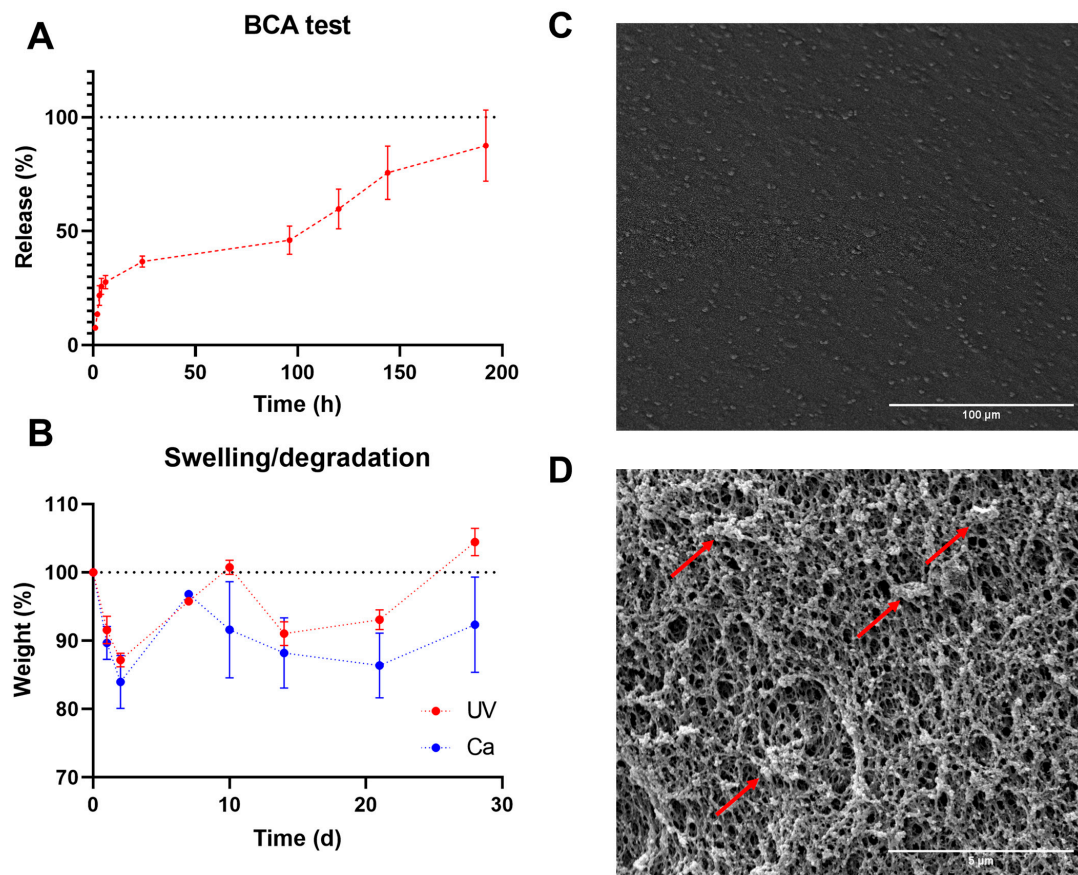 A
BCA test
Release (%)
100
50
0
0 50 100 150 200
Time (h)
B
Swelling/degradation
Weight (%)
110
100
90
80
70
UV
Ca
0 10 20 30
Time (d)
C
100 µm
D
5 µm